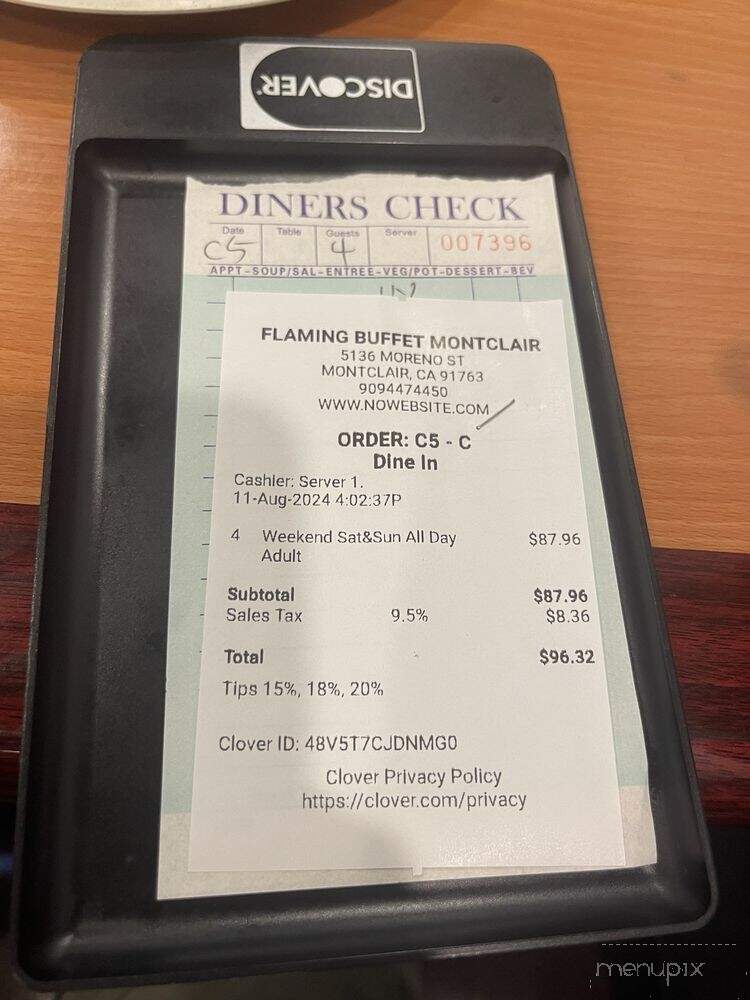 DISCOVER
DINERS CHECK
Date Table Guests Server
C5 4 007396
APPT-SOUP/SAL-ENTREE-VEG/POT-DESSERT-BEV
FLAMING BUFFET MONTCLAIR
5136 MORENO ST
MONTCLAIR, CA 91763
9094474450
WWW.NOWEBSITE.COM
ORDER: C5 - C
Dine In
Cashier: Server 1.
11-Aug-2024 4:02:37P
4 Weekend Sat&Sun All Day $87.96
Adult
Subtotal $87.96
Sales Tax 9.5% $8.36
Total $96.32
Tips 15%, 18%, 20%
Clover ID: 48V5T7CJDNMG0
Clover Privacy Policy
https://clover.com/privacy
menupix